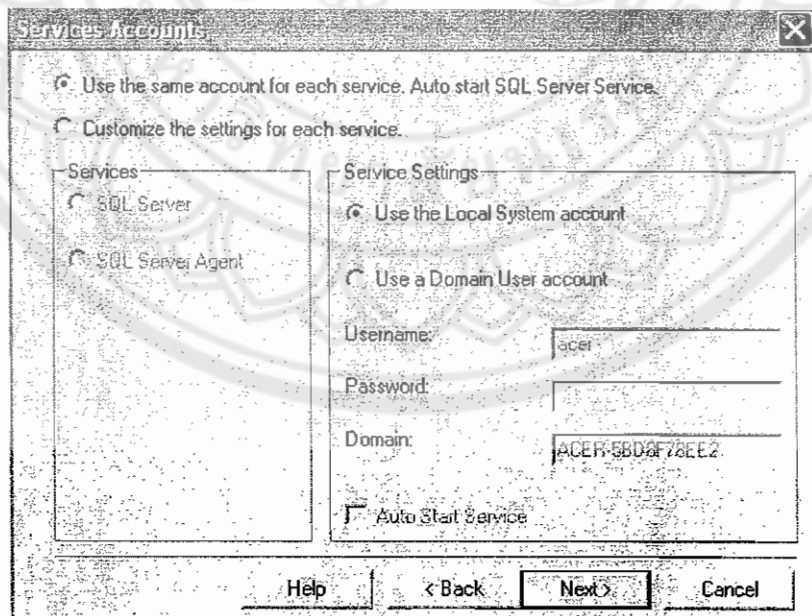 Services Accounts
Use the same account for each service. Auto start SQL Server Service.
Customize the settings for each service.
Services
SQL Server
SQL Server Agent
Service Settings
Use the Local System account
Use a Domain User account
Username:
acer
Password:
Domain:
Auto Start Service
Help
< Back
Next >
Cancel